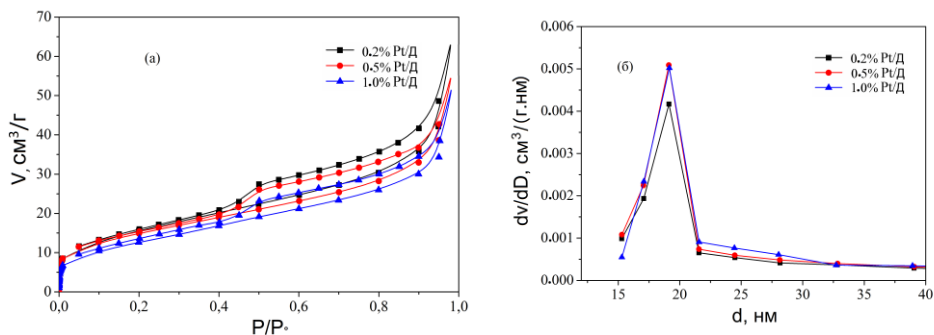 (а)
0.2% Pt/Д
0.5% Pt/Д
1.0% Pt/Д
V, см³/г
70
60
50
40
30
20
10
0
0,0
0,2
0,4
0,6
0,8
1,0
P/P°
(б)
0.2% Pt/Д
0.5% Pt/Д
1.0% Pt/Д
dv/dD, см³/(г.нм)
0.006
0.005
0.004
0.003
0.002
0.001
0.000
15
20
25
30
35
40
d, нм